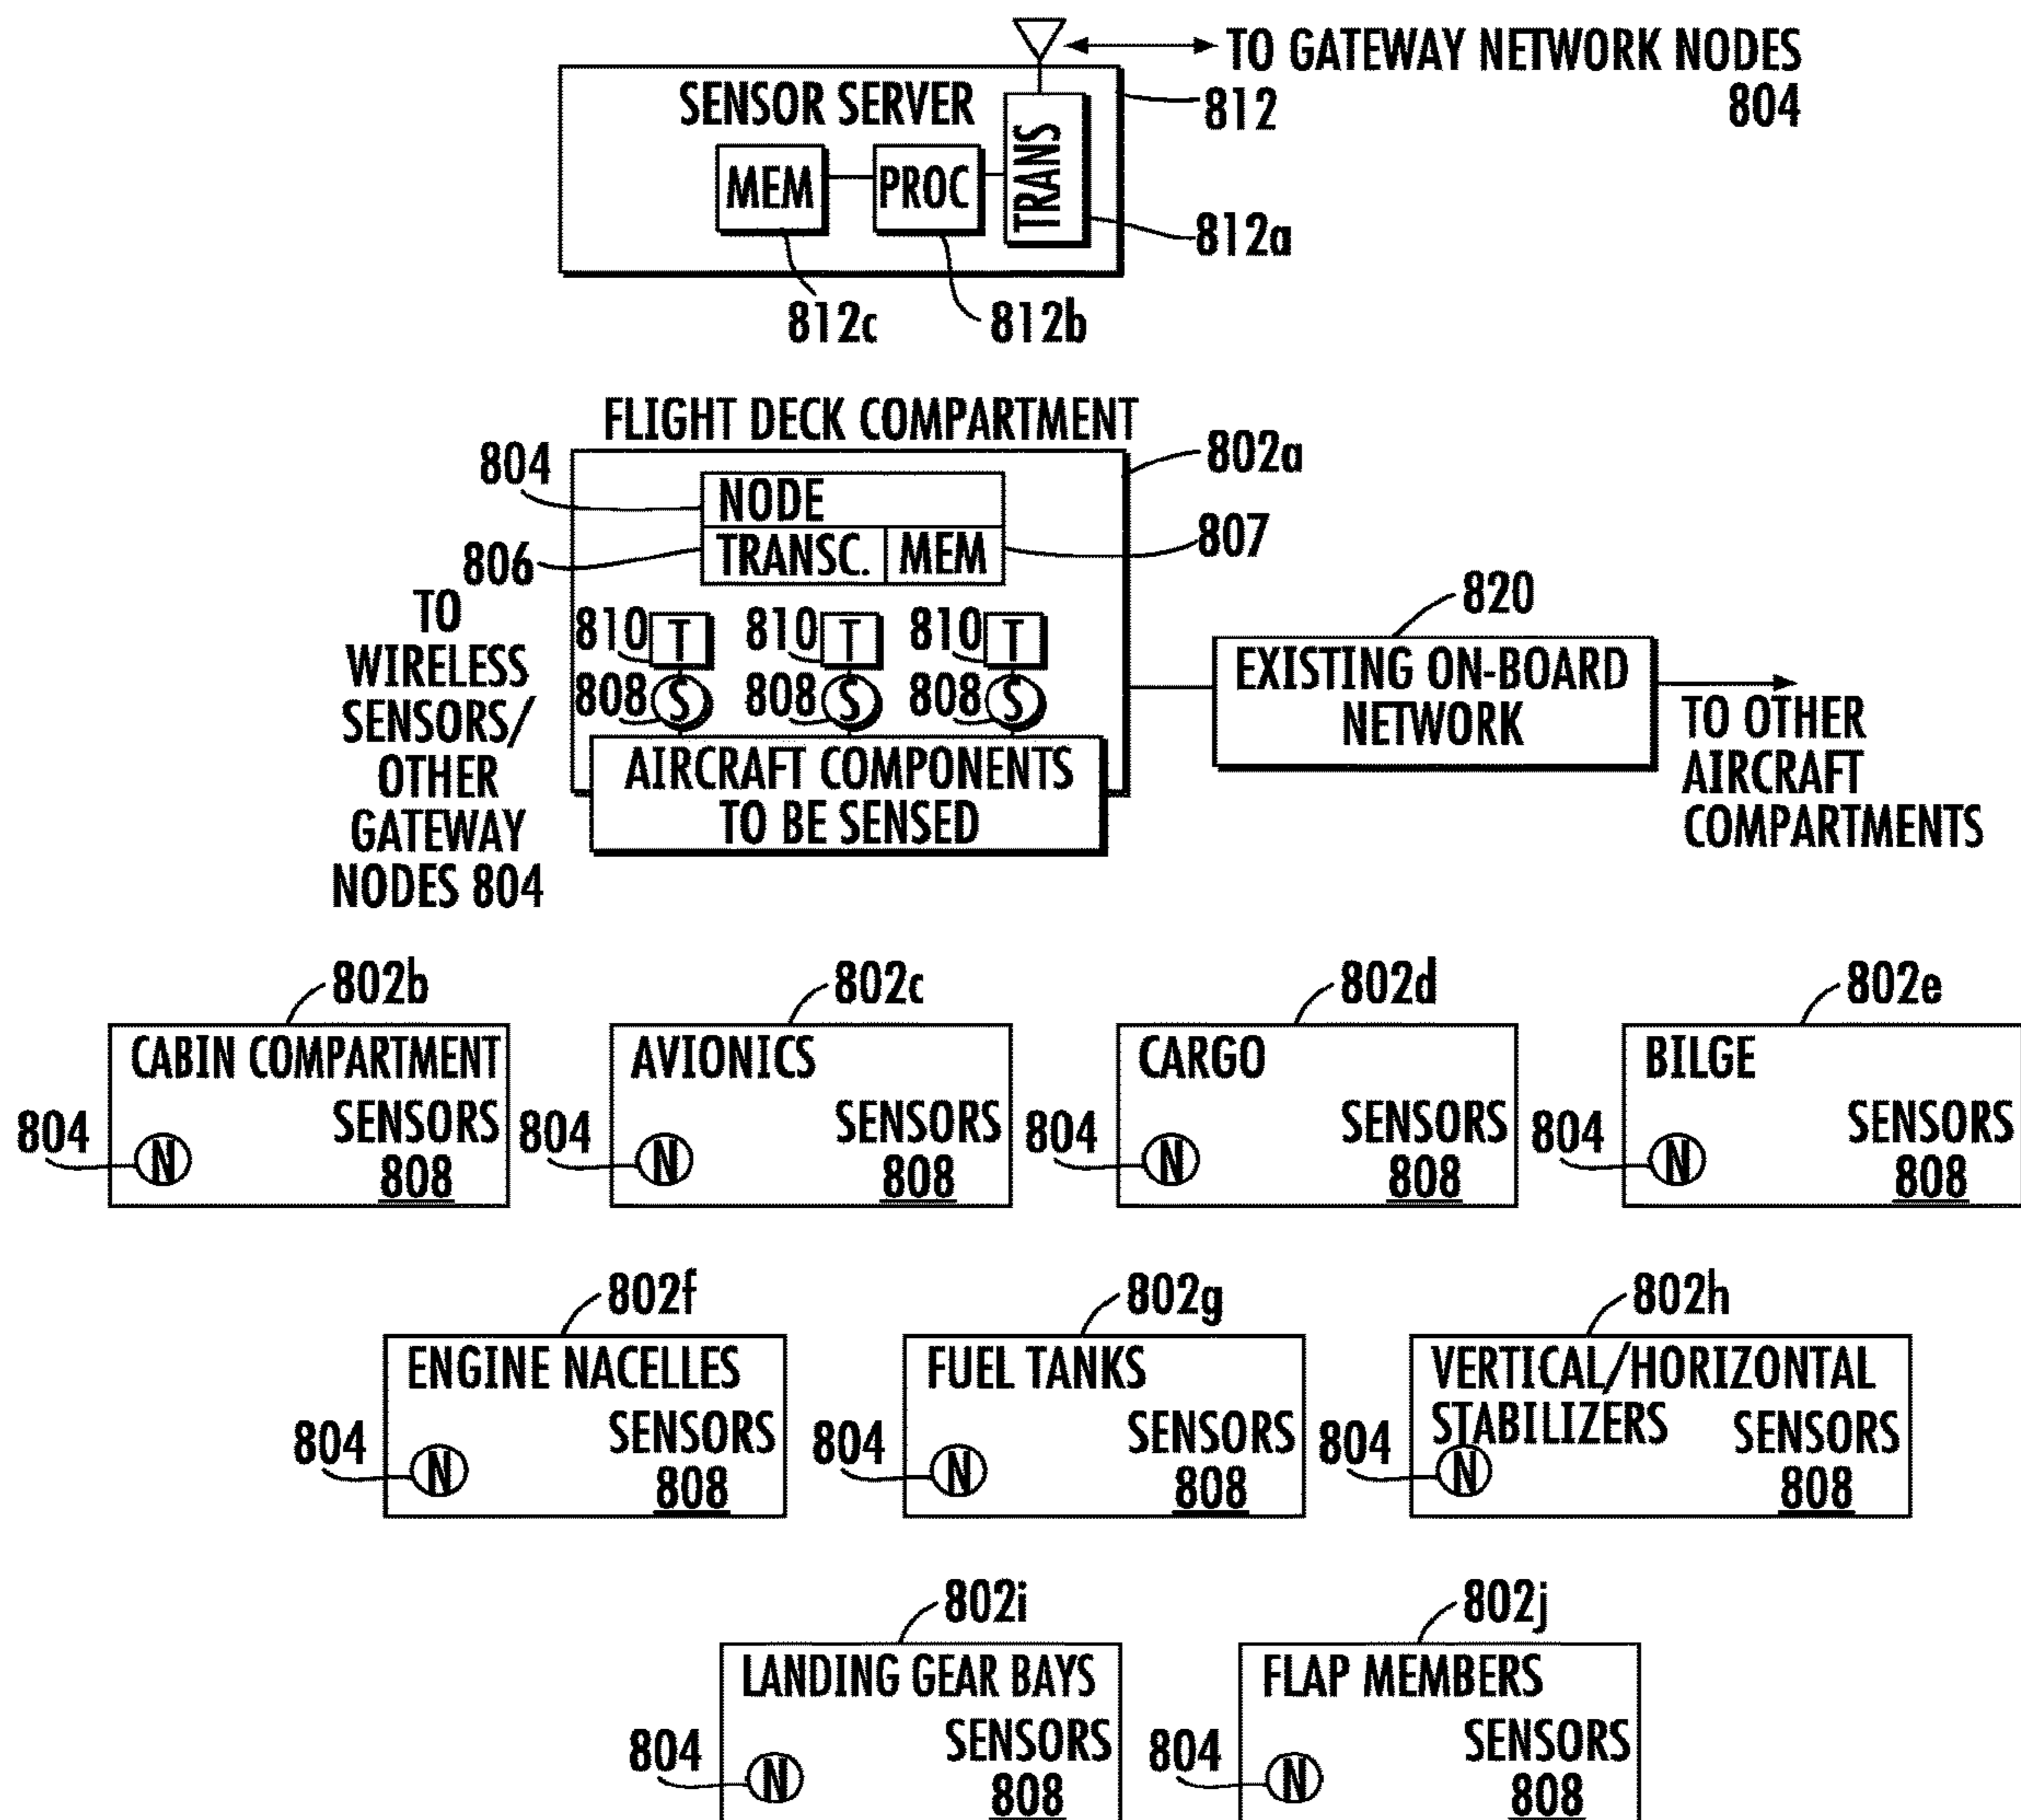 TO GATEWAY NETWORK NODES
804
812
SENSOR SERVER
MEM
PROC
TRANS
812a
812c
812b
FLIGHT DECK COMPARTMENT
802a
804
NODE
806
TRANSC.
MEM
807
TO
WIRELESS
SENSORS/
OTHER
GATEWAY
NODES 804
810 T
810 T
810 T
808 S
808 S
808 S
AIRCRAFT COMPONENTS
TO BE SENSED
820
EXISTING ON-BOARD
NETWORK
TO OTHER
AIRCRAFT
COMPARTMENTS
802b
CABIN COMPARTMENT
SENSORS
808
804
N
802c
AVIONICS
SENSORS
808
804
N
802d
CARGO
SENSORS
808
804
N
802e
BILGE
SENSORS
808
804
N
802f
ENGINE NACELLES
SENSORS
808
804
N
802g
FUEL TANKS
SENSORS
808
804
N
802h
VERTICAL/HORIZONTAL
STABILIZERS
SENSORS
808
804
N
802i
LANDING GEAR BAYS
SENSORS
808
804
N
802j
FLAP MEMBERS
SENSORS
808
804
N